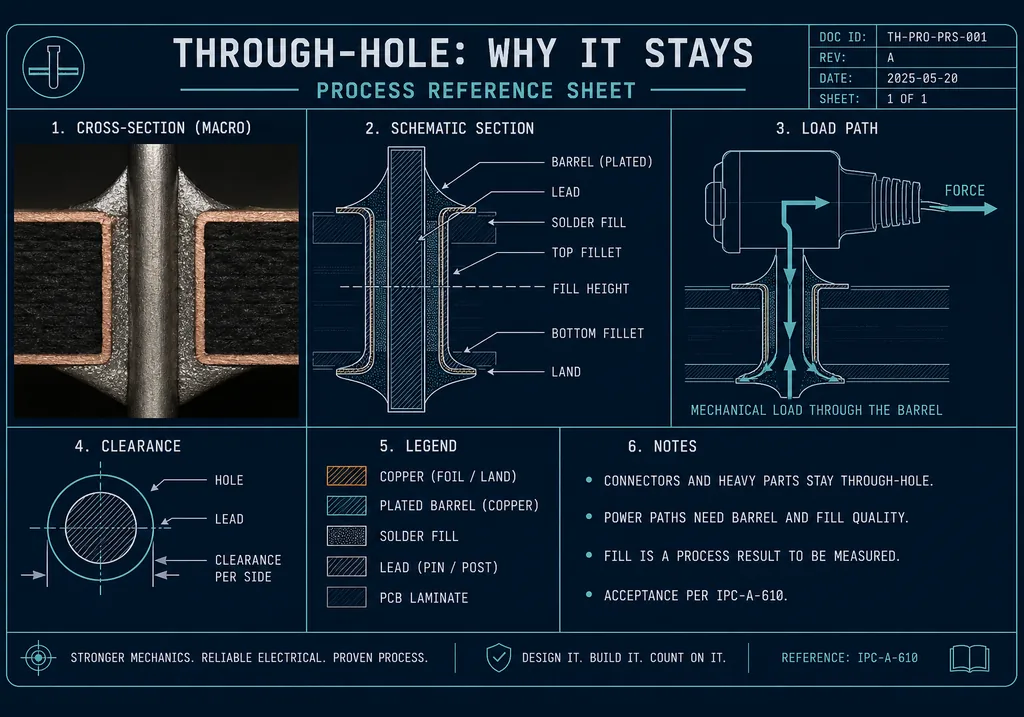 THROUGH-HOLE: WHY IT STAYS
PROCESS REFERENCE SHEET
DOC ID: TH-PRO-PRS-001
REV: A
DATE: 2025-05-20
SHEET: 1 OF 1
1. CROSS-SECTION (MACRO)
2. SCHEMATIC SECTION
BARREL (PLATED)
LEAD
SOLDER FILL
TOP FILLET
FILL HEIGHT
BOTTOM FILLET
LAND
3. LOAD PATH
FORCE
MECHANICAL LOAD THROUGH THE BARREL
4. CLEARANCE
HOLE
LEAD
CLEARANCE
PER SIDE
5. LEGEND
COPPER (FOIL / LAND)
PLATED BARREL (COPPER)
SOLDER FILL
LEAD (PIN / POST)
PCB LAMINATE
6. NOTES
• CONNECTORS AND HEAVY PARTS STAY THROUGH-HOLE.
• POWER PATHS NEED BARREL AND FILL QUALITY.
• FILL IS A PROCESS RESULT TO BE MEASURED.
• ACCEPTANCE PER IPC-A-610.
STRONGER MECHANICS. RELIABLE ELECTRICAL. PROVEN PROCESS.
DESIGN IT. BUILD IT. COUNT ON IT.
REFERENCE: IPC-A-610